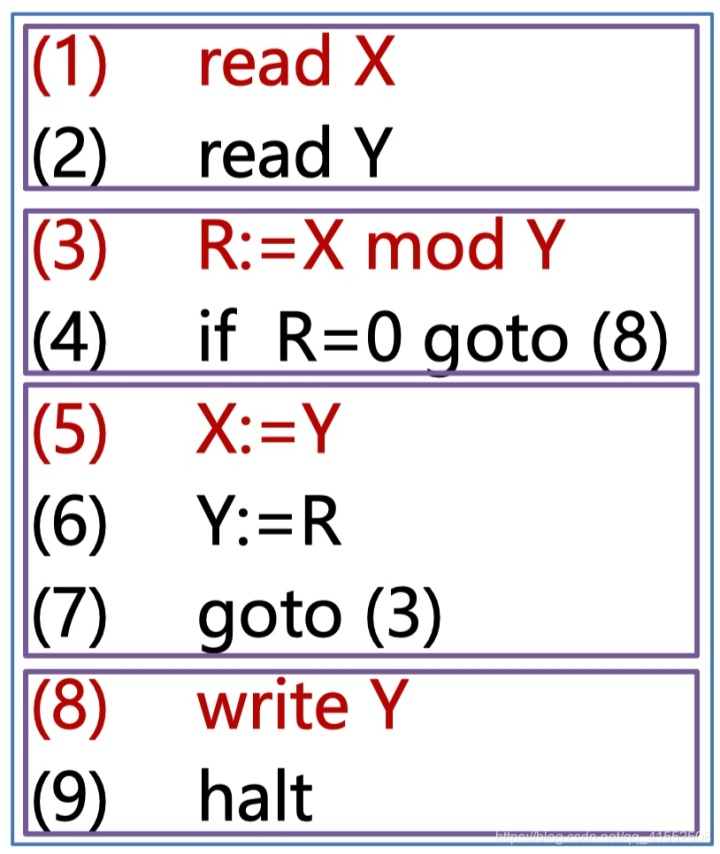 (1) read X
(2) read Y
(3) R:=X mod Y
(4) if R=0 goto (8)
(5) X:=Y
(6) Y:=R
(7) goto (3)
(8) write Y
(9) halt